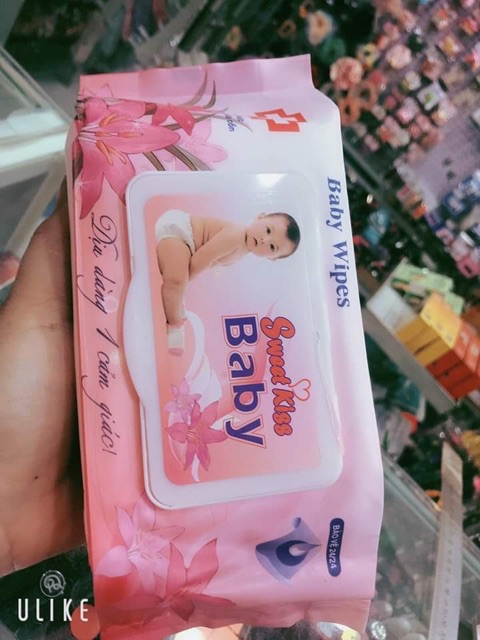 Baby Wipes
Sweet Kiss
Baby
Dịu dàng 1 cảm giác!
BẢO VỆ 24/24
ULIKE